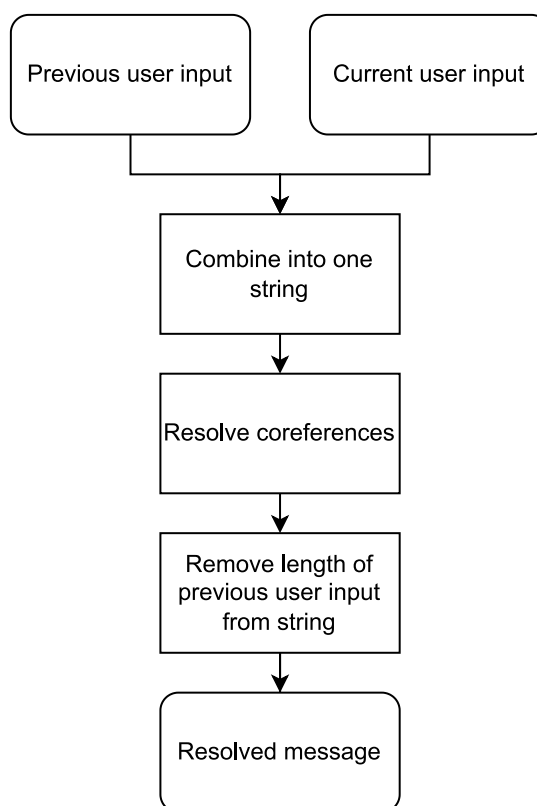 Previous user input
Current user input
Combine into one
string
Resolve coreferences
Remove length of
previous user input
from string
Resolved message